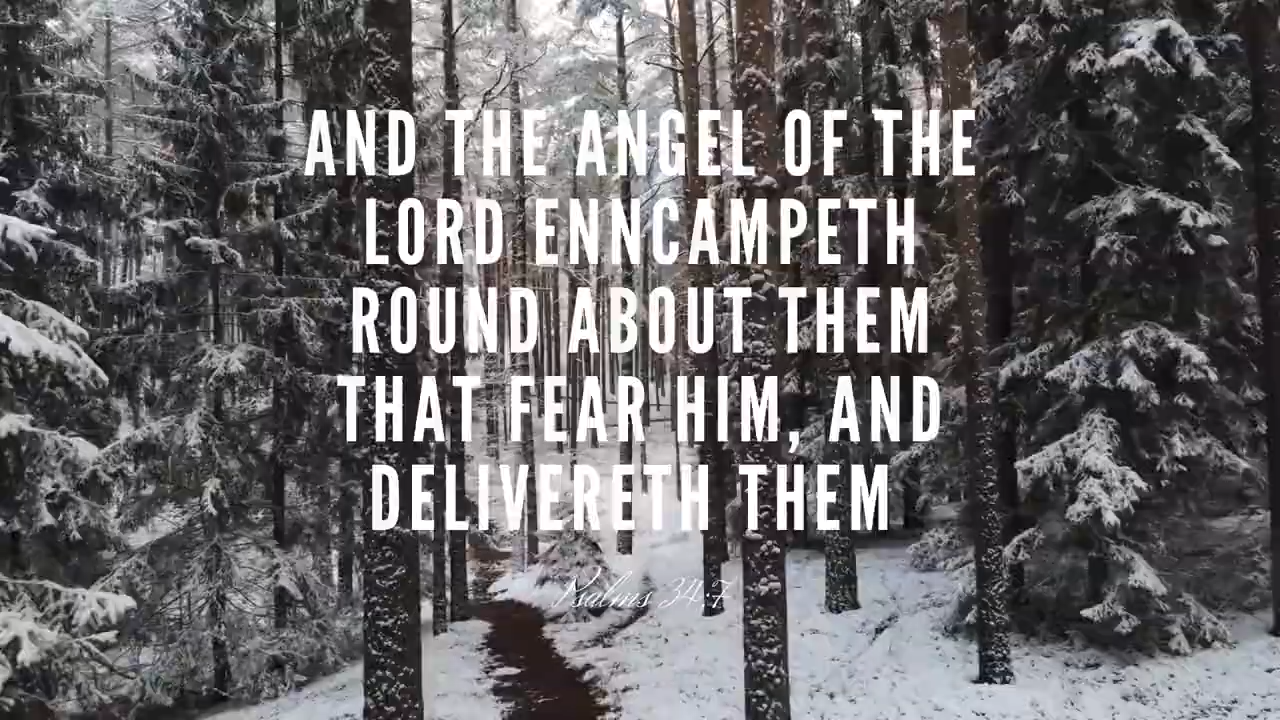 AND THE ANGEL OF THE
LORD ENNCAMPETH
ROUND ABOUT THEM
THAT FEAR HIM, AND
DELIVERETH THEM
Psalms 34:7